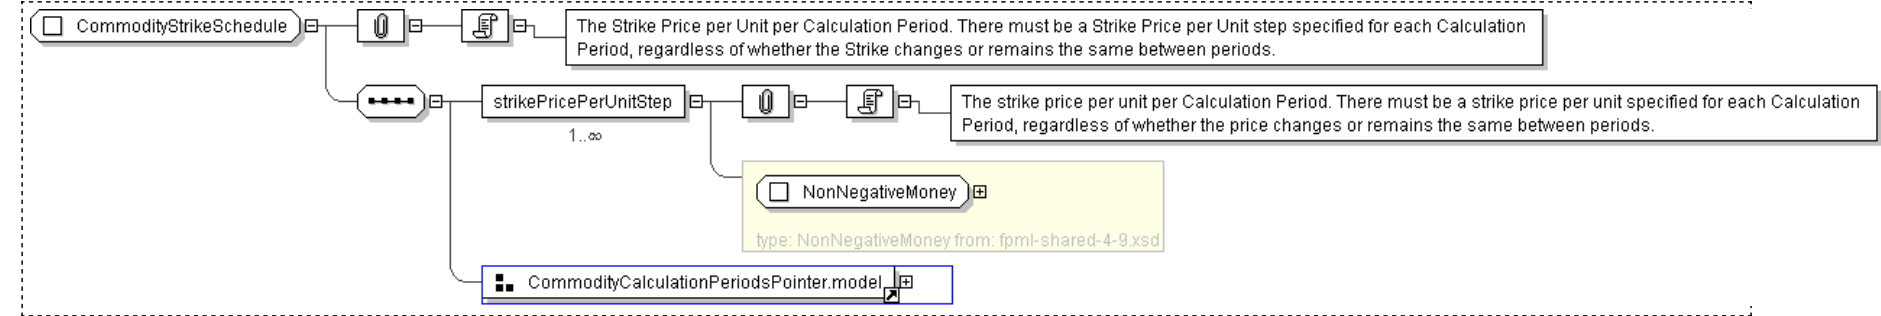 CommodityStrikeSchedule
The Strike Price per Unit per Calculation Period. There must be a Strike Price per Unit step specified for each Calculation
Period, regardless of whether the Strike changes or remains the same between periods.
strikePricePerUnitStep
1..∞
The strike price per unit per Calculation Period. There must be a strike price per unit specified for each Calculation
Period, regardless of whether the price changes or remains the same between periods.
NonNegativeMoney
type: NonNegativeMoney from: fpml-shared-4-9.xsd
CommodityCalculationPeriodsPointer.model